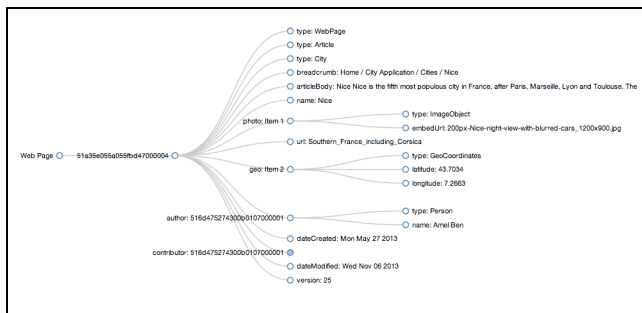 type: WebPage
type: Article
type: City
breadcrumb: Home / City Application / Cities / Nice
articleBody: Nice Nice is the fifth most populous city in France, after Paris, Marseille, Lyon and Toulouse. The
name: Nice
photo: Item 1
type: ImageObject
embedUrl: 200px-Nice-night-view-with-blurred-cars_1200x900.jpg
url: Southern_France_including_Corsica
Web Page
51a35e055a055fbd47000004
geo: Item 2
type: GeoCoordinates
latitude: 43.7034
longitude: 7.2663
author: 516d475274300b0107000001
type: Person
name: Amel Ben
dateCreated: Mon May 27 2013
contributor: 516d475274300b0107000001
dateModified: Wed Nov 06 2013
version: 25